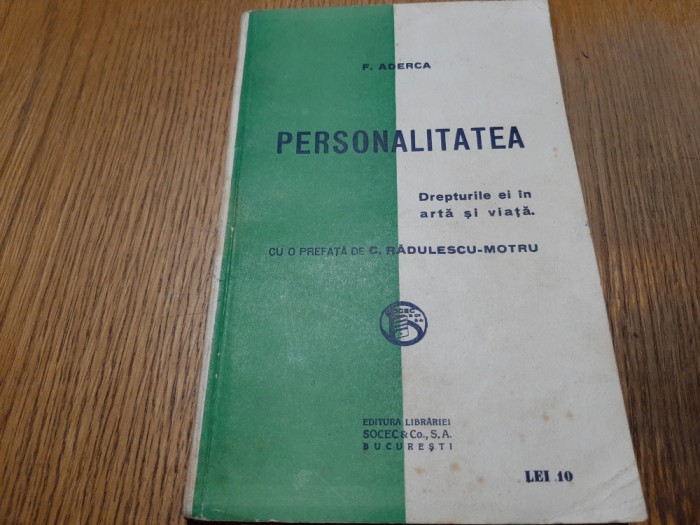 F. ADERCA
PERSONALITATEA
Drepturile ei în
artă și viață.
CU O PREFAȚĂ DE C. RĂDULESCU-MOTRU
SOCEC
EDITURA LIBRĂRIEI
SOCEC & Co., S. A.
BUCUREȘTI
LEI 10